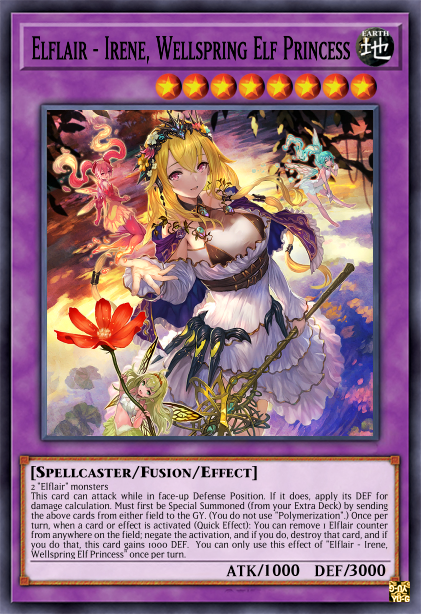 Elflair - Irene, Wellspring Elf Princess
EARTH
地
[Spellcaster/Fusion/Effect]
2 "Elflair" monsters
This card can attack while in face-up Defense Position. If it does, apply its DEF for
damage calculation. Must first be Special Summoned (from your Extra Deck) by sending
the above cards from either field to the GY. (You do not use "Polymerization".) Once per
turn, when a card or effect is activated (Quick Effect): You can remove 1 Elflair counter
from anywhere on the field; negate the activation, and if you do, destroy that card, and if
you do that, this card gains 1000 DEF. You can only use this effect of "Elflair - Irene,
Wellspring Elf Princess" once per turn.
ATK/1000 DEF/3000